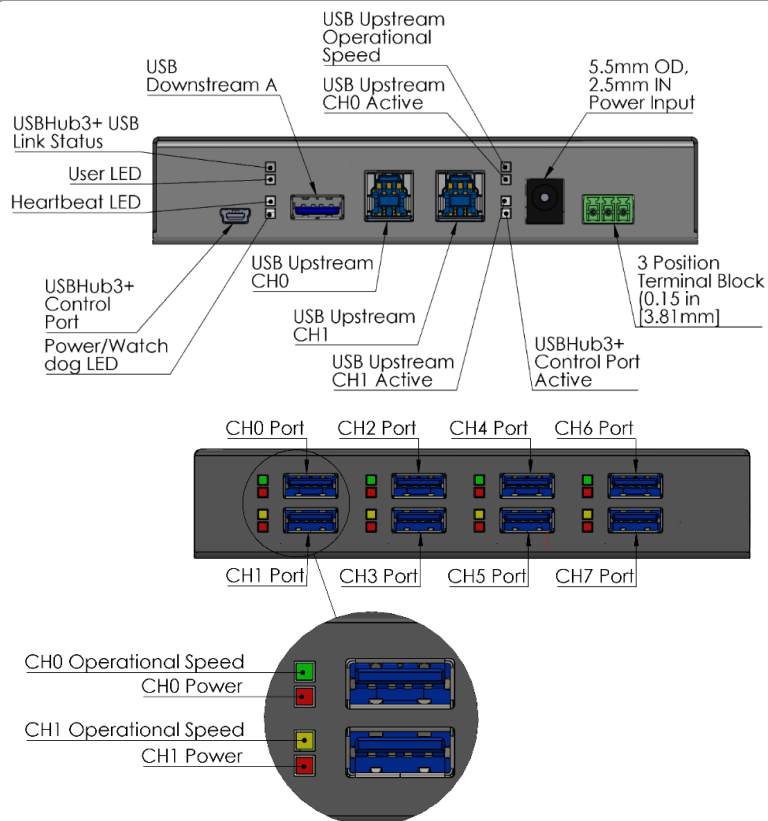 USB Upstream
Operational
Speed
USB
Downstream A
USB Upstream
CH0 Active
5.5mm OD,
2.5mm IN
Power Input
USBHub3+ USB
Link Status
User LED
Heartbeat LED
USBHub3+
Control
Port
Power/Watch
dog LED
USB Upstream
CH0
USB Upstream
CH1
USB Upstream
CH1 Active
USBHub3+
Control Port
Active
3 Position
Terminal Block
(0.15 in
[3.81mm]
CH0 Port
CH2 Port
CH4 Port
CH6 Port
CH1 Port
CH3 Port
CH5 Port
CH7 Port
CH0 Operational Speed
CH0 Power
CH1 Operational Speed
CH1 Power